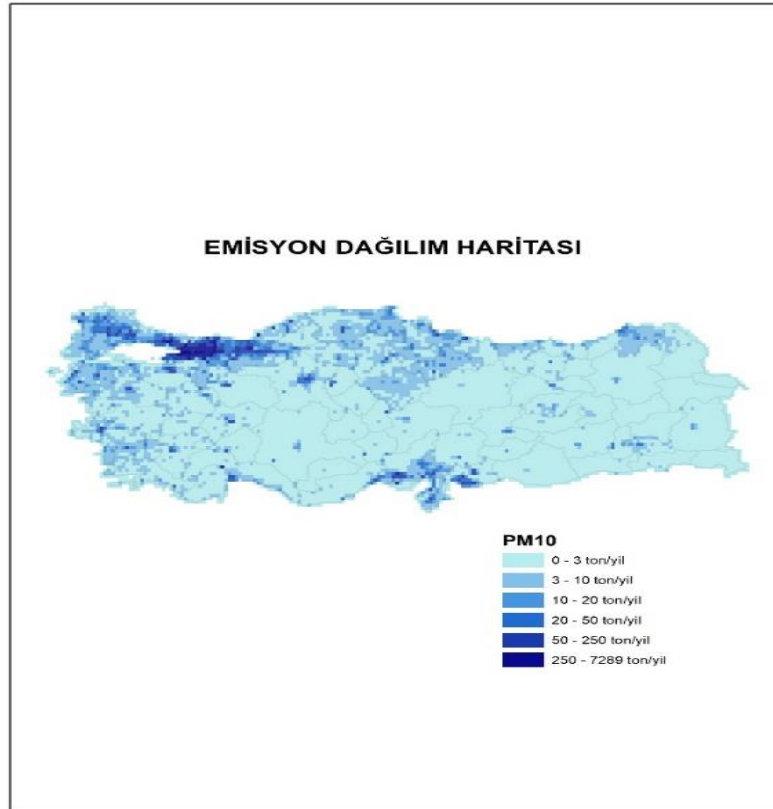 EMİSYON DAĞILIM HARİTASI
PM10
0 - 3 ton/yil
3 - 10 ton/yil
10 - 20 ton/yil
20 - 50 ton/yil
50 - 250 ton/yil
250 - 7289 ton/yil